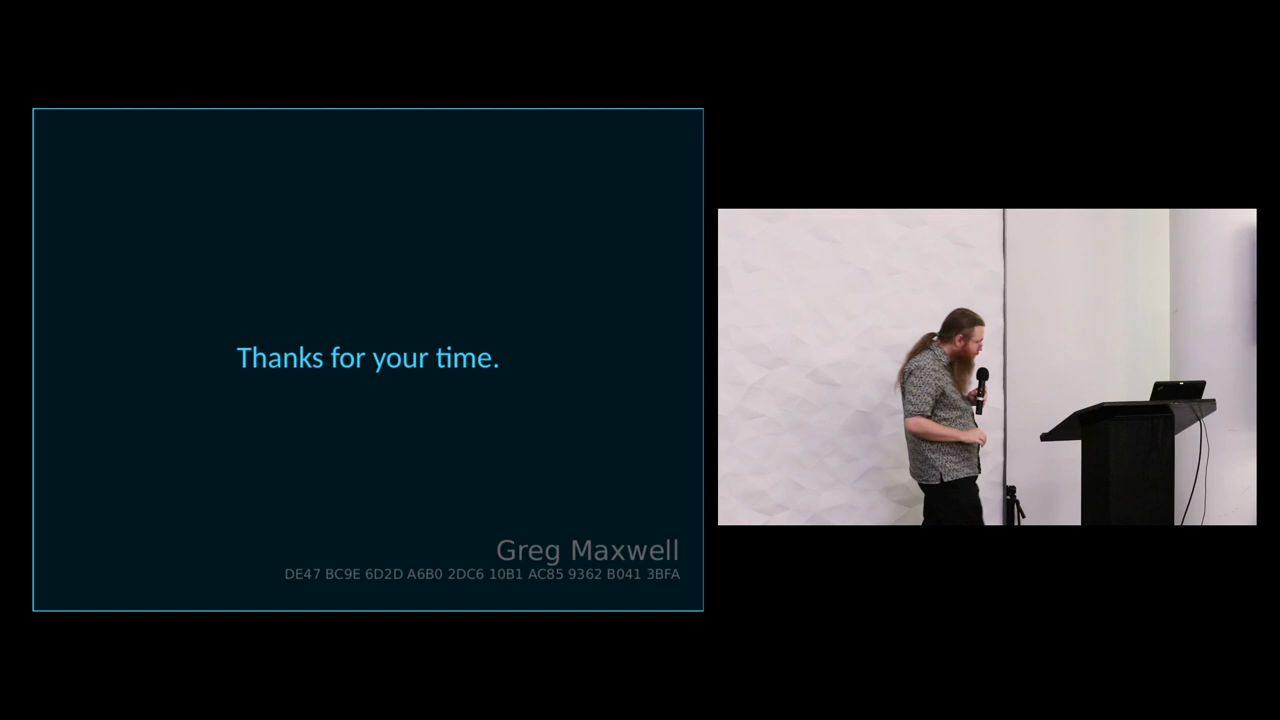 Thanks for your time.
Greg Maxwell
DE47 BC9E 6D2D A6B0 2DC6 10B1 AC85 9362 B041 3BFA